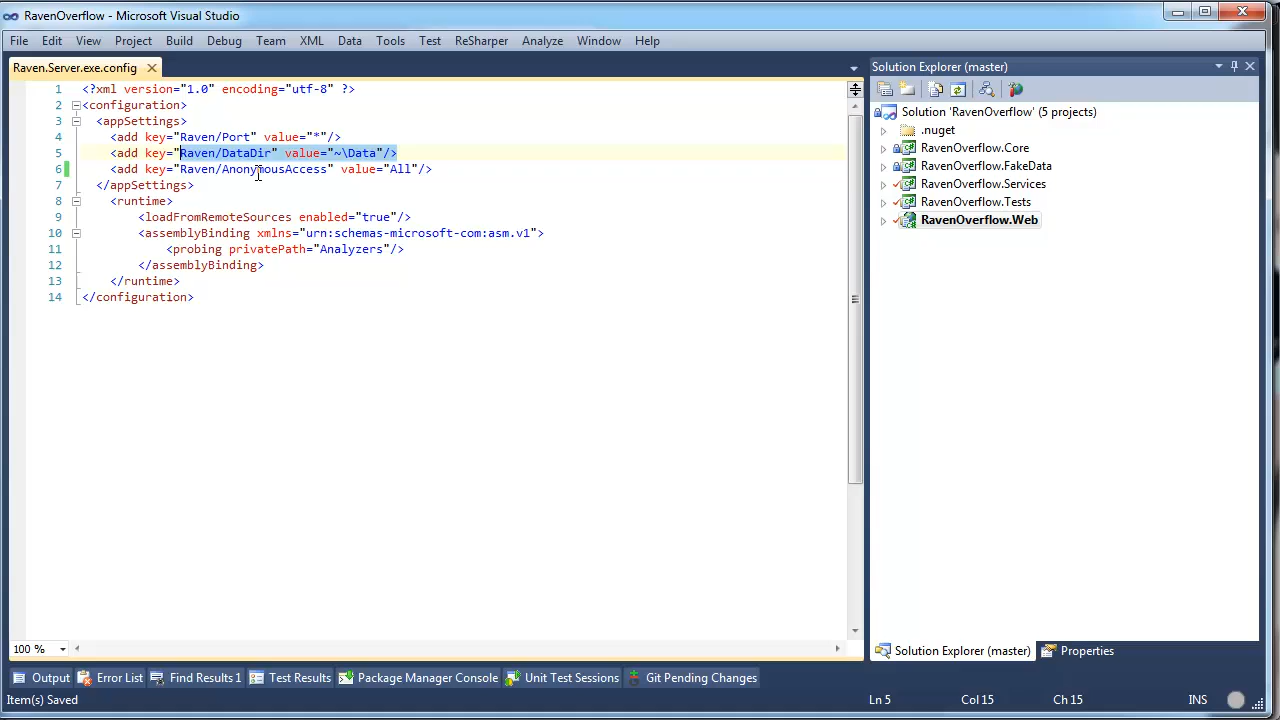 RavenOverflow - Microsoft Visual Studio
File Edit View Project Build Debug Team XML Data Tools Test ReSharper Analyze Window Help
Raven.Server.exe.config
1 <?xml version="1.0" encoding="utf-8" ?>
2 <configuration>
3 <appSettings>
4 <add key="Raven/Port" value="*"/>
5 <add key="Raven/DataDir" value="~\Data"/>
6 <add key="Raven/AnonymousAccess" value="All"/>
7 </appSettings>
8 <runtime>
9 <loadFromRemoteSources enabled="true"/>
10 <assemblyBinding xmlns="urn:schemas-microsoft-com:asm.v1">
11 <probing privatePath="Analyzers"/>
12 </assemblyBinding>
13 </runtime>
14 </configuration>
100 %
Solution Explorer (master)
Solution 'RavenOverflow' (5 projects)
.nuget
RavenOverflow.Core
RavenOverflow.FakeData
RavenOverflow.Services
RavenOverflow.Tests
RavenOverflow.Web
Solution Explorer (master) Properties
Output Error List Find Results 1 Test Results Package Manager Console Unit Test Sessions Git Pending Changes
Item(s) Saved Ln 5 Col 15 Ch 15 INS